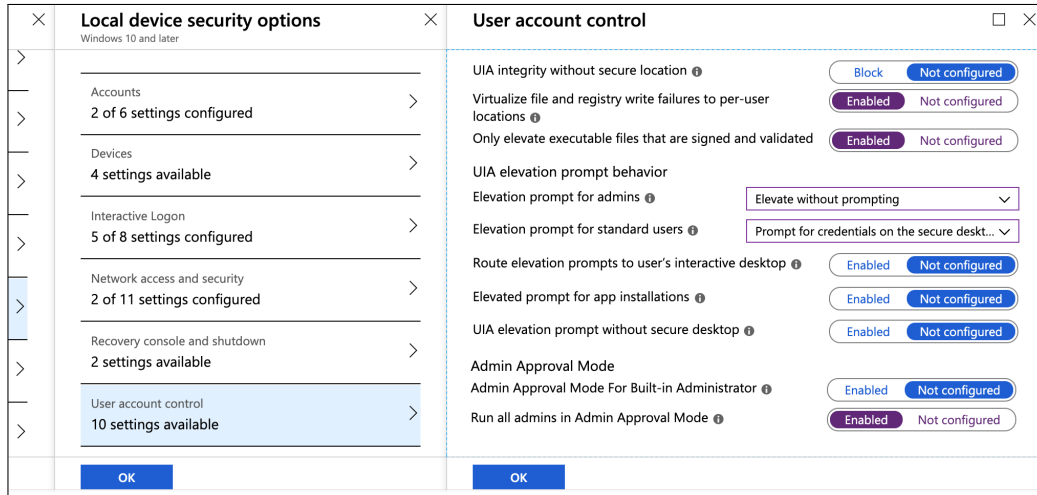 Local device security options
Windows 10 and later
Accounts
2 of 6 settings configured
Devices
4 settings available
Interactive Logon
5 of 8 settings configured
Network access and security
2 of 11 settings configured
Recovery console and shutdown
2 settings available
User account control
10 settings available
OK
User account control
UIA integrity without secure location
Block Not configured
Virtualize file and registry write failures to per-user
locations
Enabled Not configured
Only elevate executable files that are signed and validated
Enabled Not configured
UIA elevation prompt behavior
Elevation prompt for admins
Elevate without prompting
Elevation prompt for standard users
Prompt for credentials on the secure deskt...
Route elevation prompts to user's interactive desktop
Enabled Not configured
Elevated prompt for app installations
Enabled Not configured
UIA elevation prompt without secure desktop
Enabled Not configured
Admin Approval Mode
Admin Approval Mode For Built-in Administrator
Enabled Not configured
Run all admins in Admin Approval Mode
Enabled Not configured
OK